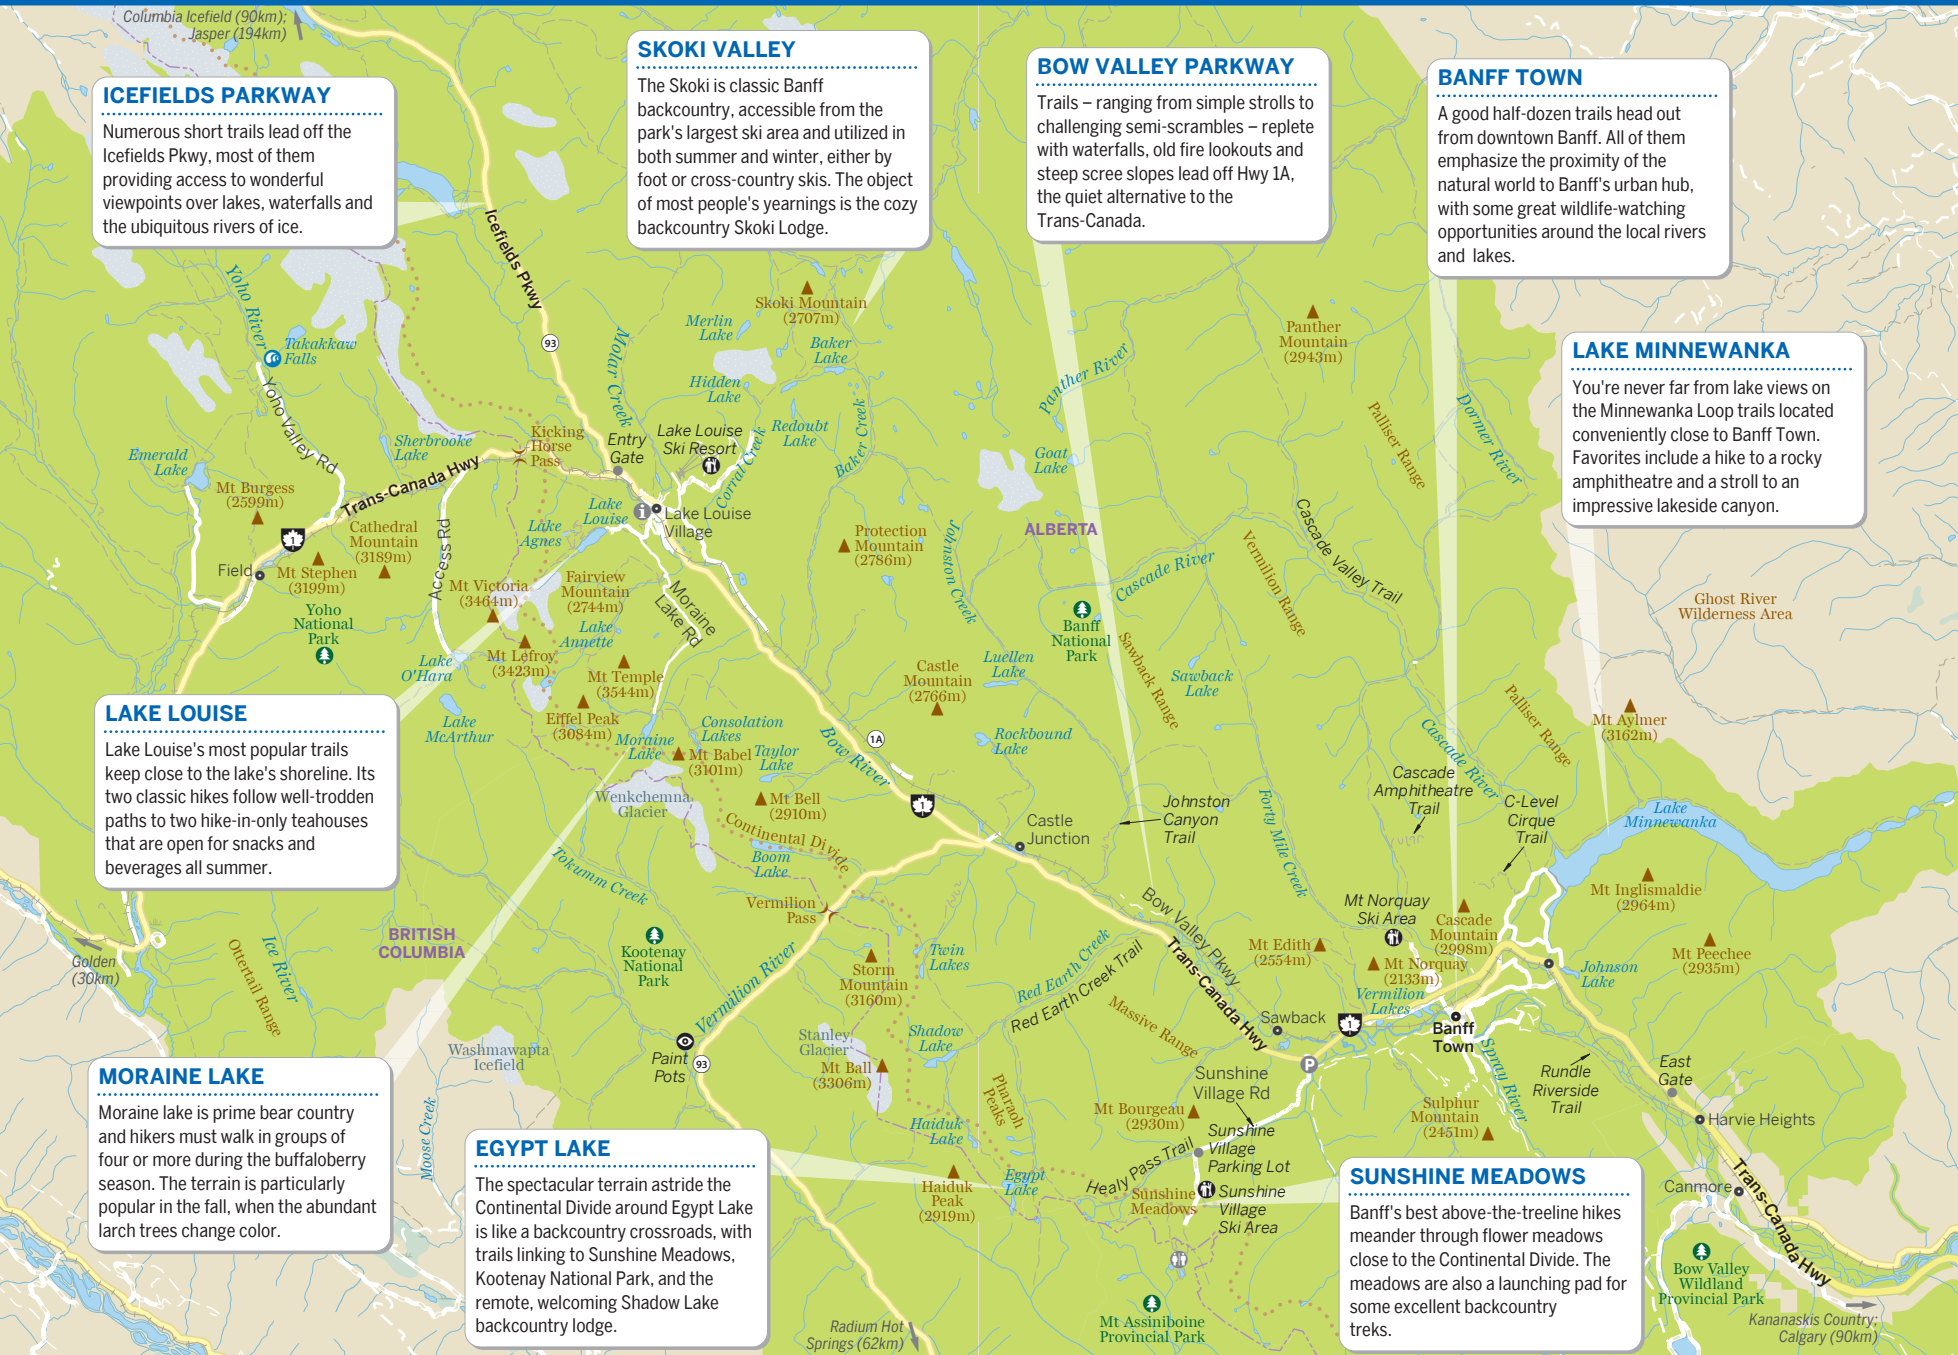 Columbia Icefield (90km);
Jasper (194km)
ICEFIELDS PARKWAY
Numerous short trails lead off the
Icefields Pkwy, most of them
providing access to wonderful
viewpoints over lakes, waterfalls and
the ubiquitous rivers of ice.
SKOKI VALLEY
The Skoki is classic Banff
backcountry, accessible from the
park's largest ski area and utilized in
both summer and winter, either by
foot or cross-country skis. The object
of most people's yearnings is the cozy
backcountry Skoki Lodge.
BOW VALLEY PARKWAY
Trails – ranging from simple strolls to
challenging semi-scrambles – replete
with waterfalls, old fire lookouts and
steep scree slopes lead off Hwy 1A,
the quiet alternative to the
Trans-Canada.
BANFF TOWN
A good half-dozen trails head out
from downtown Banff. All of them
emphasize the proximity of the
natural world to Banff's urban hub,
with some great wildlife-watching
opportunities around the local rivers
and lakes.
LAKE MINNEWANKA
You're never far from lake views on
the Minnewanka Loop trails located
conveniently close to Banff Town.
Favorites include a hike to a rocky
amphitheatre and a stroll to an
impressive lakeside canyon.
Icefields Pkwy
Yoho River
Takakkaw
Falls
93
Molar Creek
Merlin
Lake
Skoki Mountain
(2707m)
Baker
Lake
Hidden
Lake
Panther River
Panther
Mountain
(2943m)
Palliser Range
Dormer River
Yoho Valley Rd
Emerald
Lake
Mt Burgess
(2599m)
Sherbrooke
Lake
Trans-Canada Hwy
Kicking
Horse
Pass
Entry
Gate
Lake Louise
Ski Resort
Corral Creek
Redoubt
Lake
Baker Creek
Goat
Lake
ALBERTA
Cathedral
Mountain
(3189m)
1
Field
Mt Stephen
(3199m)
Yoho
National
Park
Access Rd
Lake
Agnes
Lake
Louise
i
Lake Louise
Village
Mt Victoria
(3464m)
Fairview
Mountain
(2744m)
Lake
Annette
Moraine
Lake Rd
Protection
Mountain
(2786m)
Johnston Creek
Cascade River
Vermilion Range
Cascade Valley Trail
Banff
National
Park
Sawback Range
Sawback
Lake
Ghost River
Wilderness Area
Lake
O'Hara
Mt Lefroy
(3423m)
Mt Temple
(3544m)
Castle
Mountain
(2766m)
Luellen
Lake
Palliser Range
Mt Aylmer
(3162m)
LAKE LOUISE
Lake Louise's most popular trails
keep close to the lake's shoreline. Its
two classic hikes follow well-trodden
paths to two hike-in-only teahouses
that are open for snacks and
beverages all summer.
Lake
McArthur
Eiffel Peak
(3084m)
Moraine
Lake
Consolation
Lakes
Mt Babel
(3101m)
Taylor
Lake
Bow River
1A
Rockbound
Lake
Cascade River
Cascade
Amphitheatre
Trail
C-Level
Cirque
Trail
Lake
Minnewanka
Wenkchemna
Glacier
Mt Bell
(2910m)
Continental Divide
1
Castle
Junction
Johnston
Canyon
Trail
Forty Mile Creek
Boom
Lake
Tokumm Creek
Vermilion
Pass
Bow Valley Pkwy
Mt Norquay
Ski Area
Cascade
Mountain
(2998m)
Mt Inglismaldie
(2964m)
Mt Peechee
(2935m)
Golden
(30km)
Ottertail Range
Ice River
BRITISH
COLUMBIA
Kootenay
National
Park
Vermilion River
Storm
Mountain
(3160m)
Twin
Lakes
Red Earth Creek
Red Earth Creek Trail
Trans-Canada Hwy
Mt Edith
(2554m)
Mt Norquay
(2133m)
Vermilion
Lakes
Johnson
Lake
Massive Range
Sawback
1
Banff
Town
Spray River
Washmawapta
Icefield
Paint
Pots
93
Stanley
Glacier
Mt Ball
(3306m)
Shadow
Lake
Pharaoh
Peaks
P
Sunshine
Village Rd
Rundle
Riverside
Trail
East
Gate
Harvie Heights
MORAINE LAKE
Moraine lake is prime bear country
and hikers must walk in groups of
four or more during the buffaloberry
season. The terrain is particularly
popular in the fall, when the abundant
larch trees change color.
Moose Creek
EGYPT LAKE
The spectacular terrain astride the
Continental Divide around Egypt Lake
is like a backcountry crossroads, with
trails linking to Sunshine Meadows,
Kootenay National Park, and the
remote, welcoming Shadow Lake
backcountry lodge.
Haiduk
Lake
Haiduk
Peak
(2919m)
Egypt
Lake
Mt Bourgeau
(2930m)
Healy Pass Trail
Sunshine
Village
Parking Lot
Sunshine
Meadows
Sunshine
Village
Ski Area
Sulphur
Mountain
(2451m)
SUNSHINE MEADOWS
Banff's best above-the-treeline hikes
meander through flower meadows
close to the Continental Divide. The
meadows are also a launching pad for
some excellent backcountry
treks.
Canmore
Trans-Canada Hwy
Bow Valley
Wildland
Provincial Park
Mt Assiniboine
Provincial Park
Radium Hot
Springs (62km)
Kananaskis Country;
Calgary (90km)